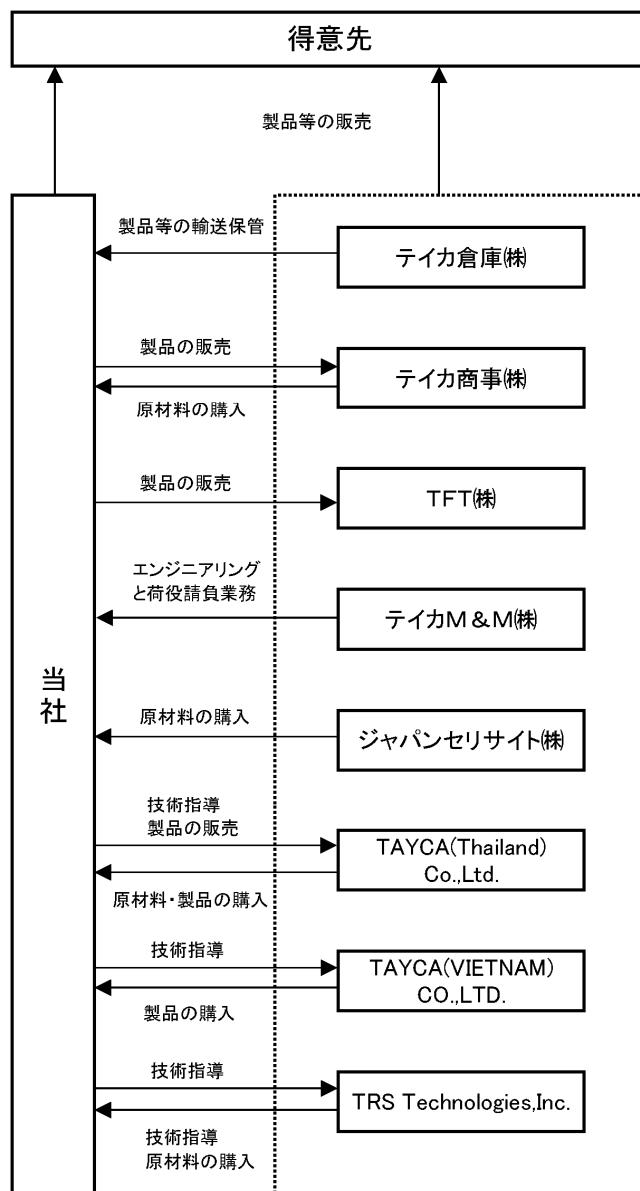 得意先
製品等の販売
製品等の輸送保管
テイカ倉庫㈱
製品の販売
テイカ商事㈱
原材料の購入
製品の販売
TFT㈱
エンジニアリング
と荷役請負業務
テイカM＆M㈱
当社
原材料の購入
ジャパンセリサイト㈱
技術指導
製品の販売
TAYCA(Thailand)
Co.,Ltd.
原材料・製品の購入
技術指導
TAYCA(VIETNAM)
CO.,LTD.
製品の購入
技術指導
TRS Technologies,Inc.
技術指導
原材料の購入